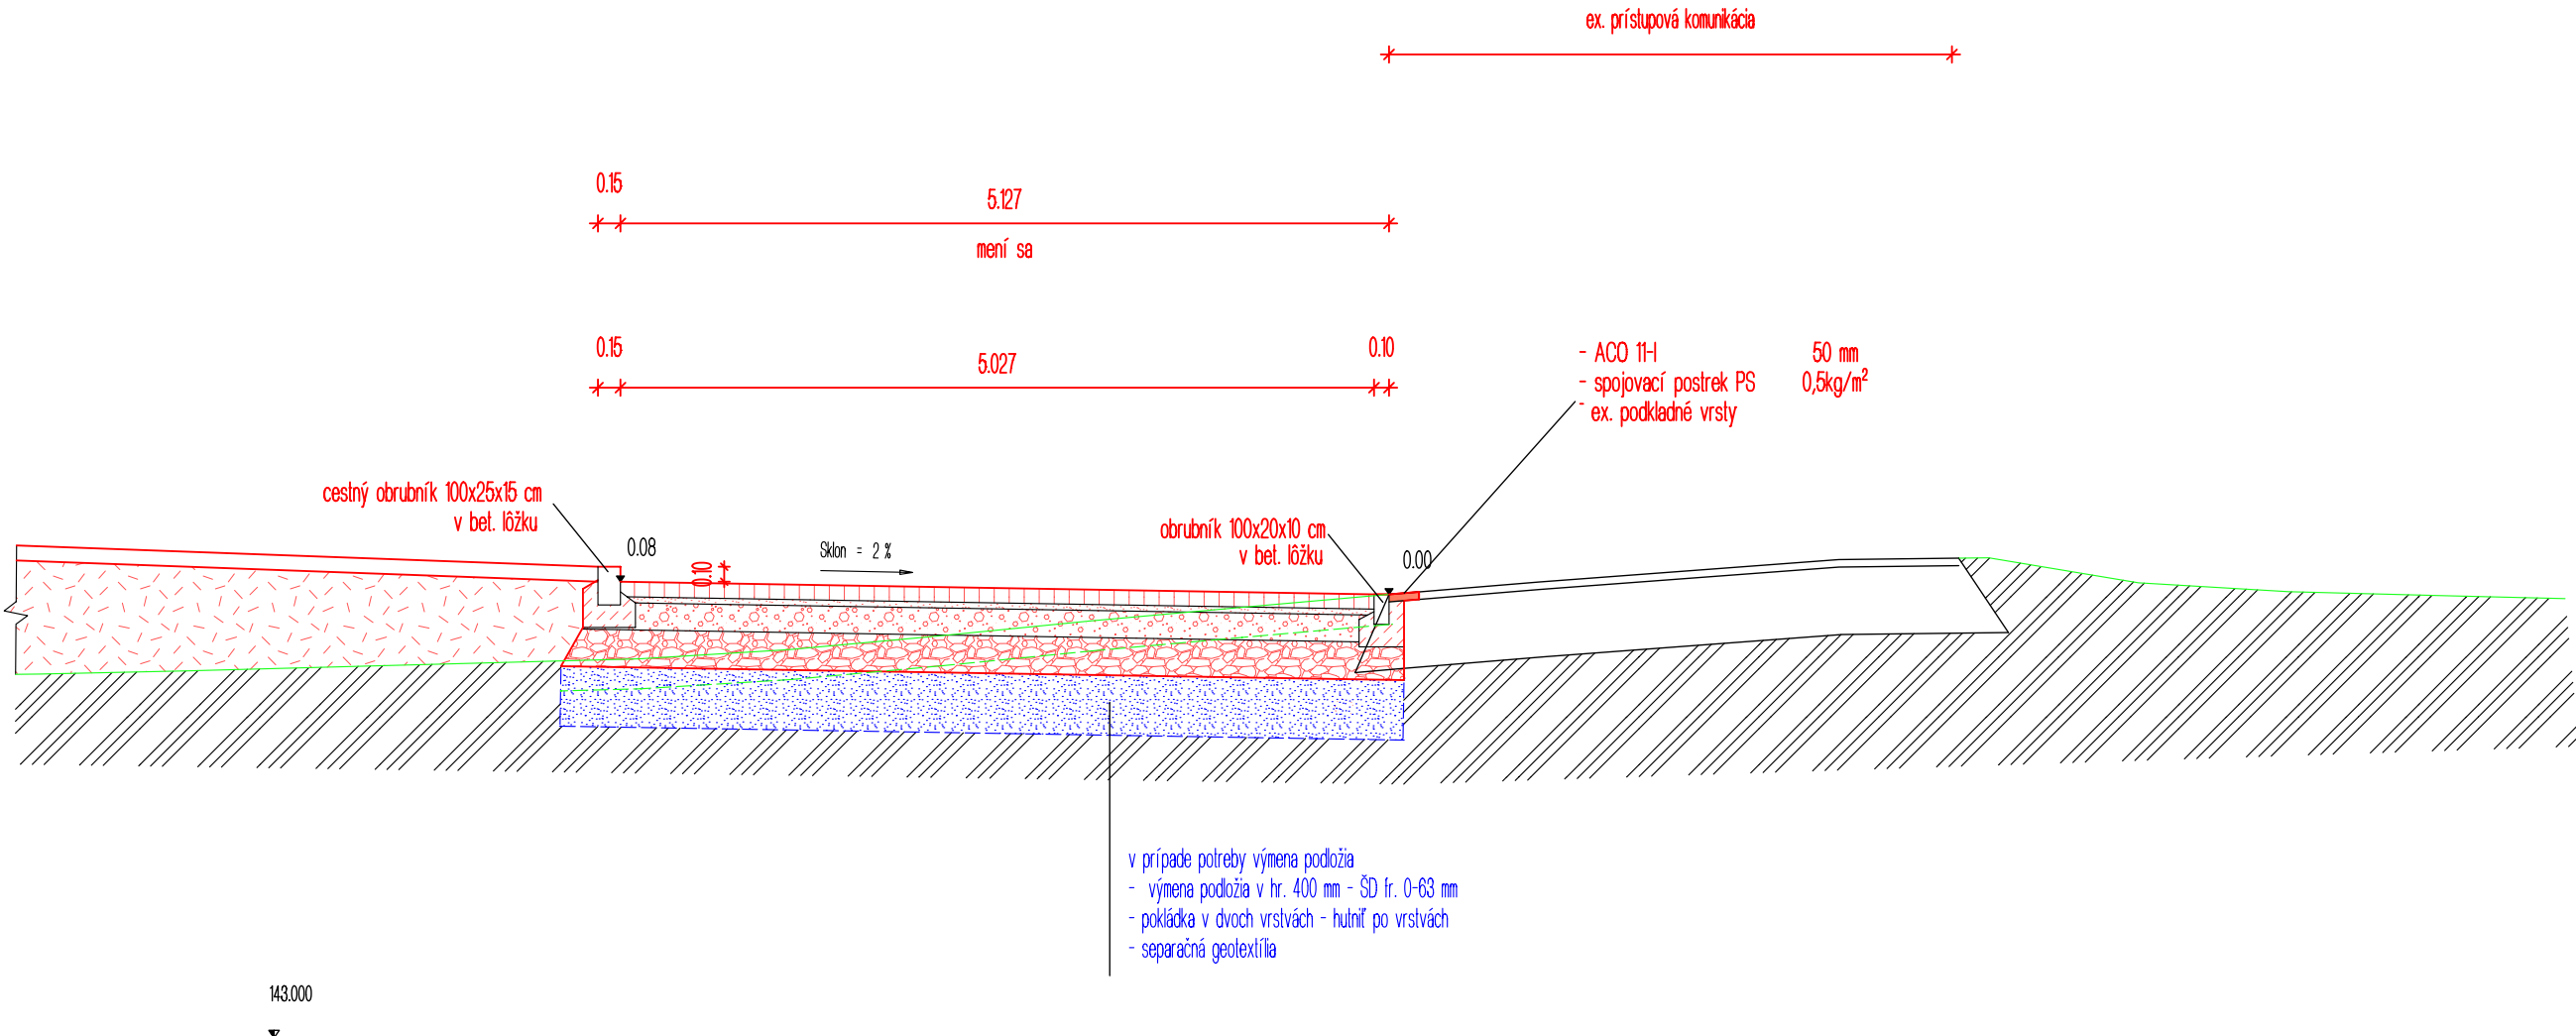 ex. prístupová komunikácia
0.15
5.127
mení sa
0.15
5.027
0.10
- ACO 11-I 50 mm
- spojovací postrek PS 0,5kg/m²
- ex. podkladné vrsty
cestný obrubník 100x25x15 cm
v bet. lôžku
0.08
0.10
Sklon = 2 %
obrubník 100x20x10 cm
v bet. lôžku
0.00
v prípade potreby výmena podložia
- výmena podložia v hr. 400 mm - ŠD fr. 0-63 mm
- pokládka v dvoch vrstvách - hutniť po vrstvách
- separačná geotextília
143.000